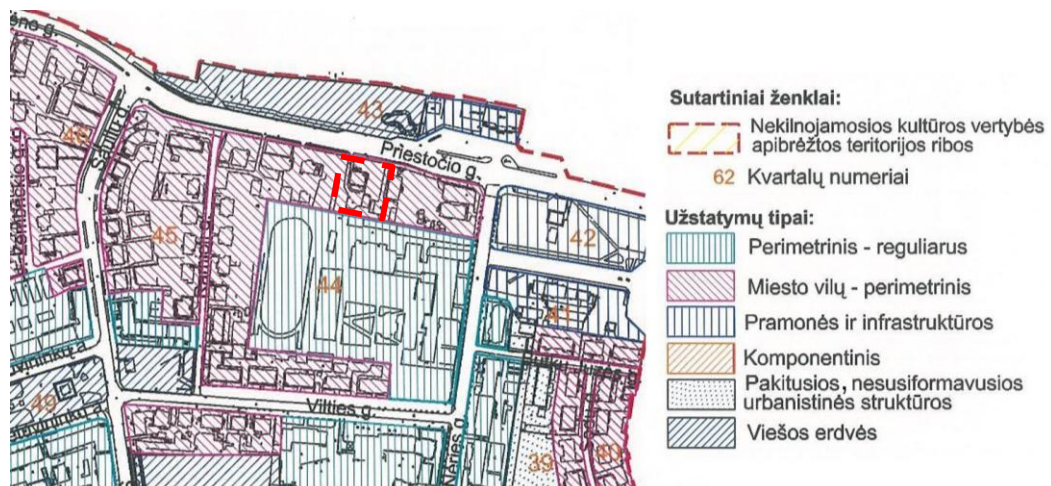 43
46
Priestočio g.
45
44
42
41
Vilties g.
Nėries g.
49
39
40
Sutartiniai ženklai:
Nekilnojamosios kultūros vertybės
apibrėžtos teritorijos ribos
62 Kvartalų numeriai
Užstatymų tipai:
Perimetrinis - reguliarus
Miesto vilų - perimetrinis
Pramonės ir infrastruktūros
Komponentinis
Pakitusios, nesusiformavusios
urbanistinės struktūros
Viešos erdvės